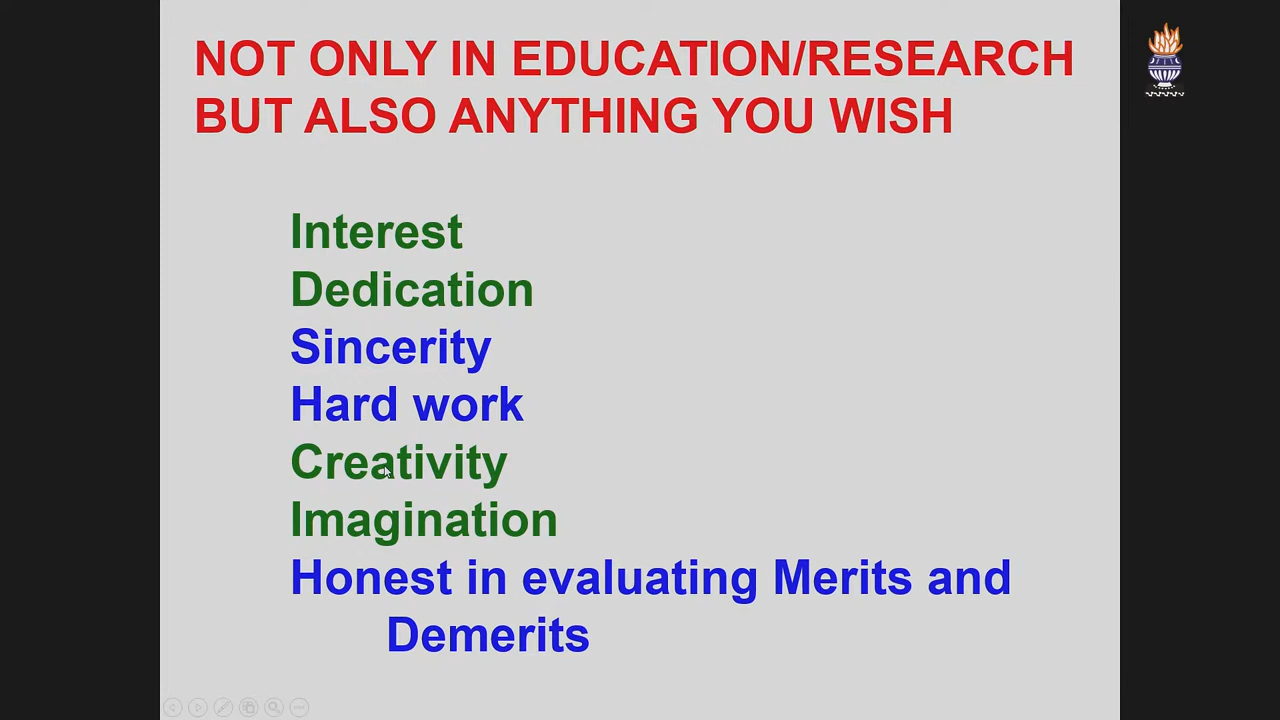 NOT ONLY IN EDUCATION/RESEARCH
BUT ALSO ANYTHING YOU WISH
Interest
Dedication
Sincerity
Hard work
Creativity
Imagination
Honest in evaluating Merits and
Demerits